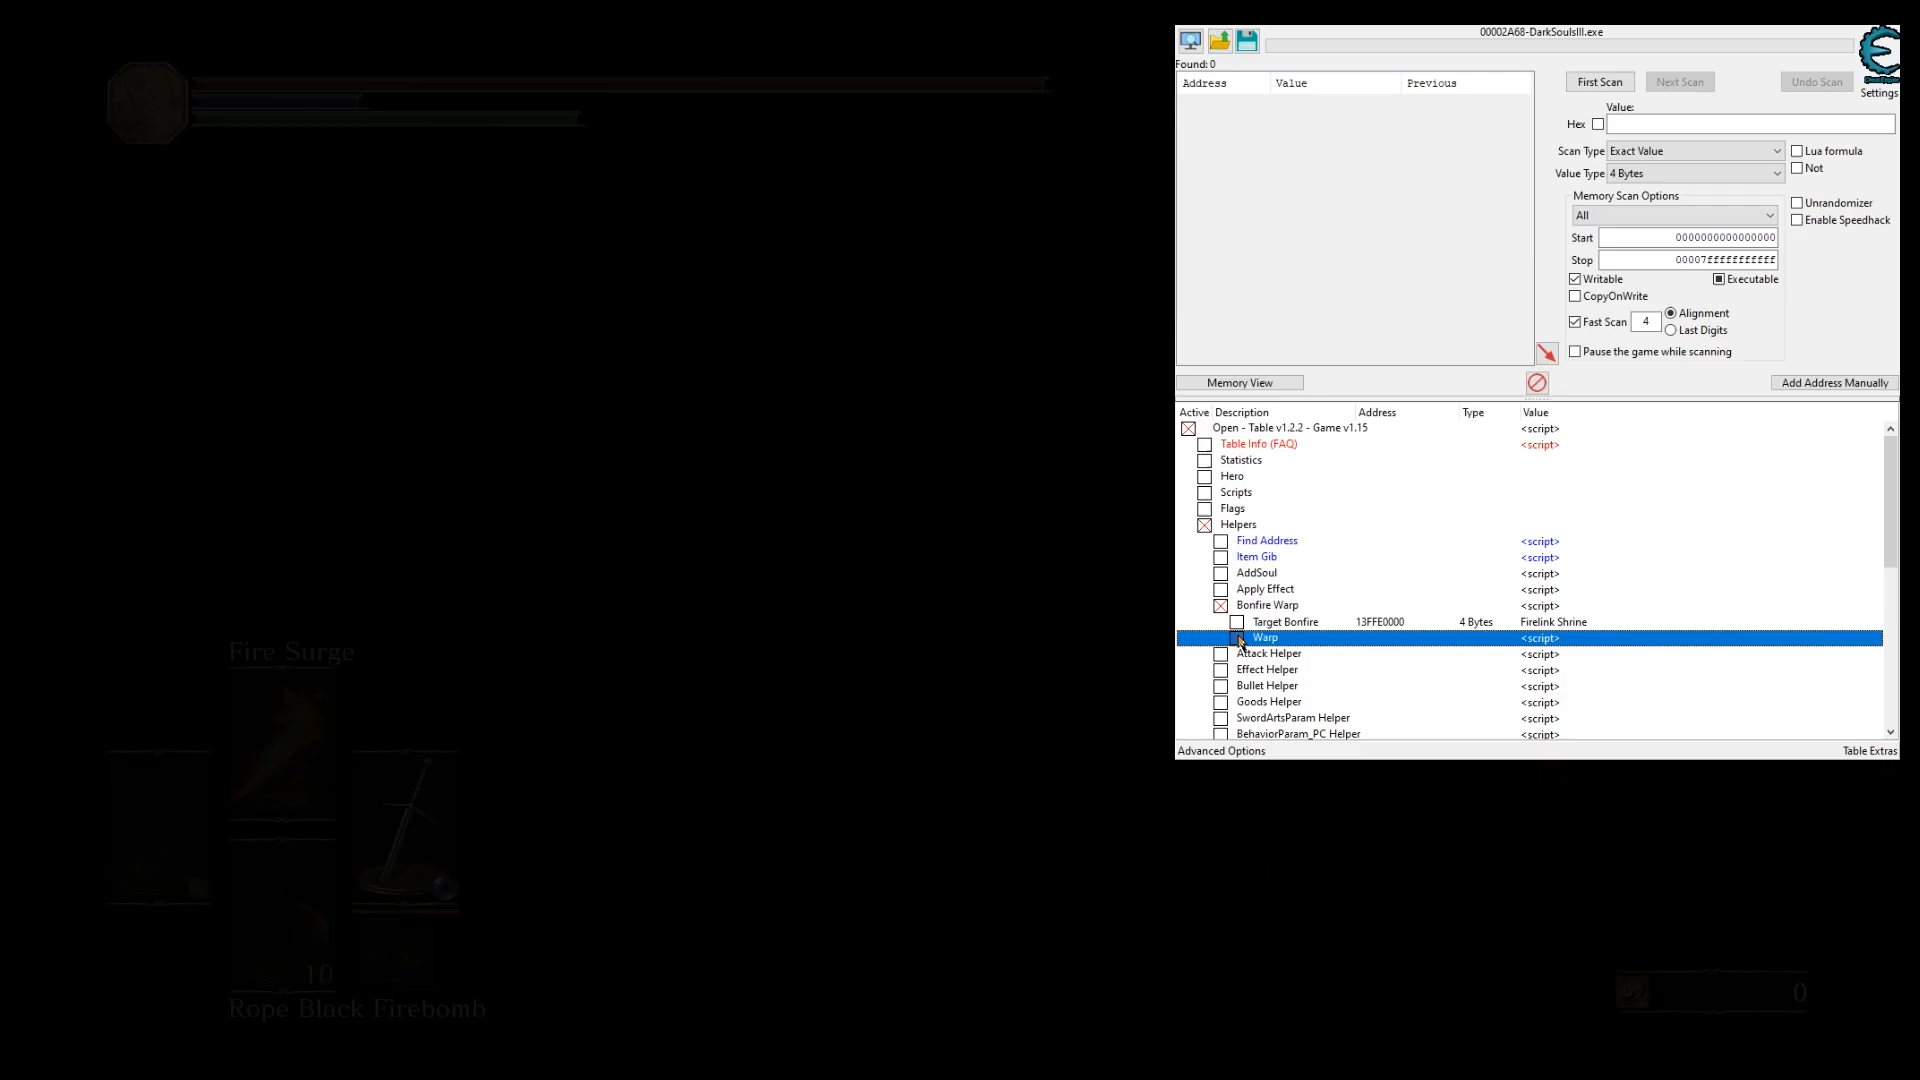 00002A68-DarkSoulsIII.exe
Found: 0
Address Value Previous
First Scan Next Scan Undo Scan
Settings
Value:
Hex
Scan Type Exact Value Lua formula
Not
Value Type 4 Bytes
Memory Scan Options
All
Unrandomizer
Enable Speedhack
Start 0000000000000000
Stop 00007fffffffffff
Writable Executable
CopyOnWrite
Fast Scan 4 Alignment
Last Digits
Pause the game while scanning
Memory View Add Address Manually
Active Description Address Type Value
Open - Table v1.2.2 - Game v1.15 <script>
Table Info (FAQ) <script>
Statistics
Hero
Scripts
Flags
Helpers
Find Address <script>
Item Gib <script>
AddSoul <script>
Apply Effect <script>
Bonfire Warp <script>
Target Bonfire 13FFE0000 4 Bytes Firelink Shrine
Warp <script>
Attack Helper <script>
Effect Helper <script>
Bullet Helper <script>
Goods Helper <script>
SwordArtsParam Helper <script>
BehaviorParam_PC Helper <script>
Advanced Options Table Extras
Fire Surge
10
Rope Black Firebomb
0